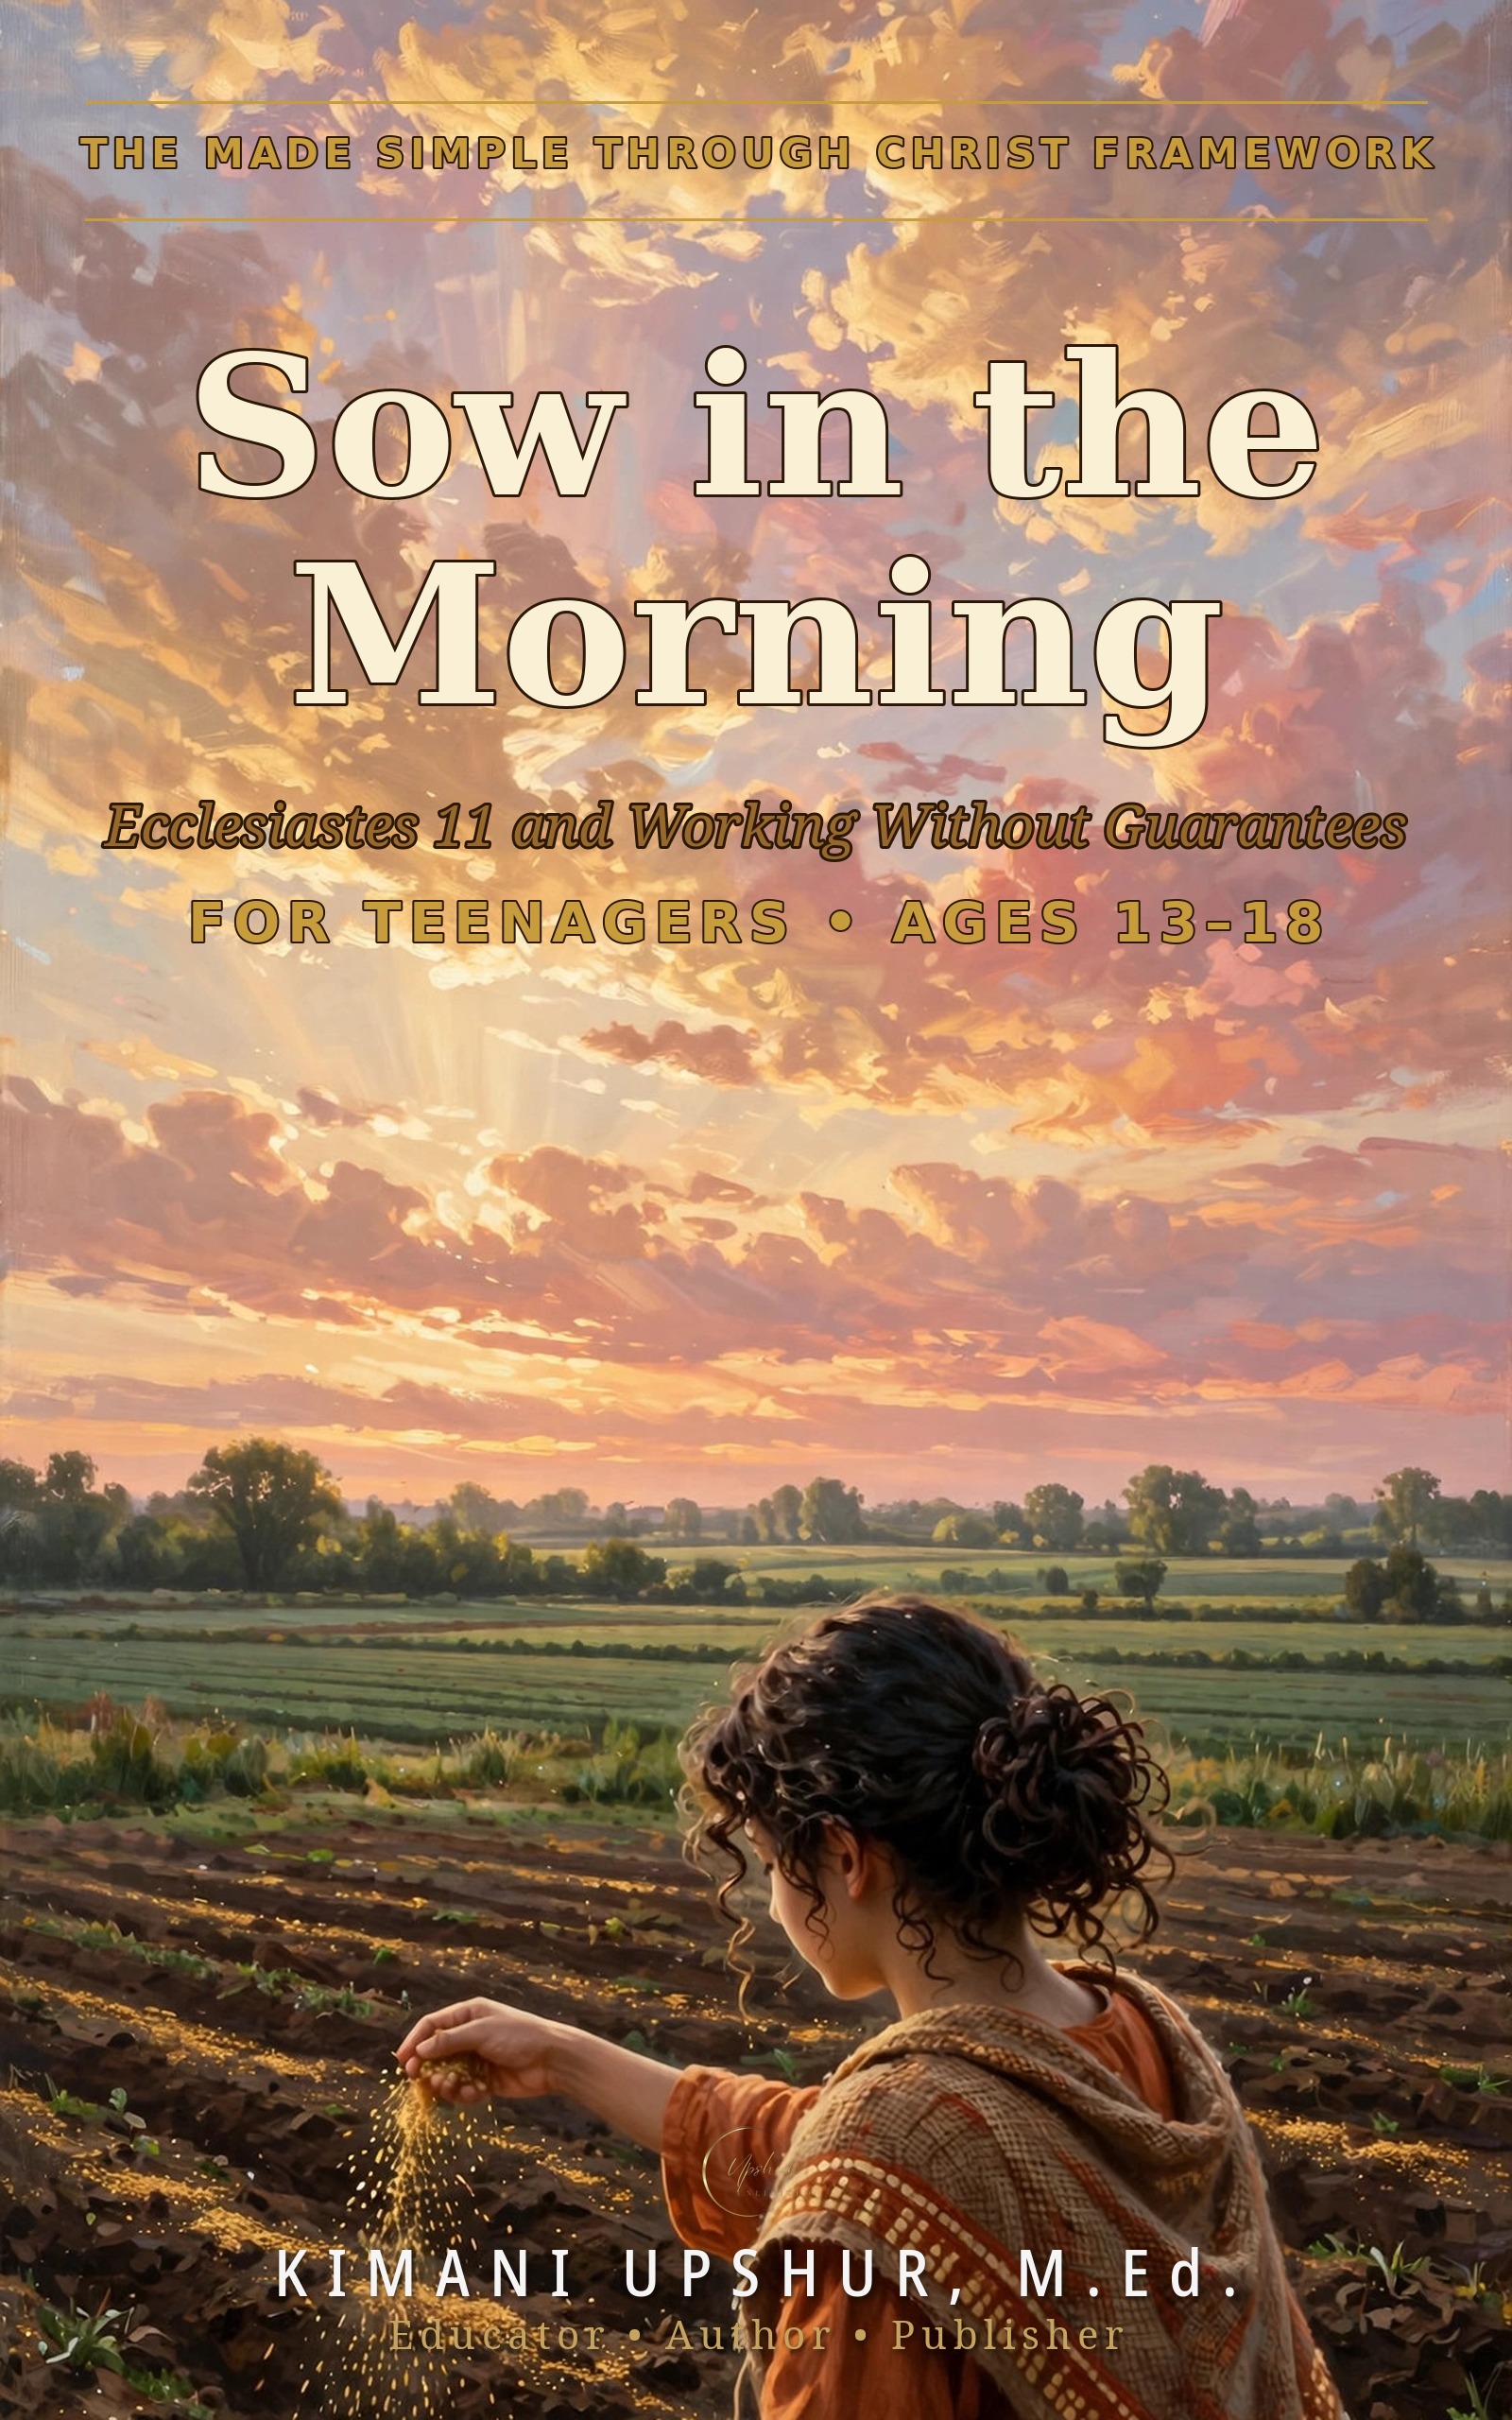 THE MADE SIMPLE THROUGH CHRIST FRAMEWORK
Sow in the
Morning
Ecclesiastes 11 and Working Without Guarantees
FOR TEENAGERS • AGES 13–18
KIMANI UPSHUR, M.Ed.
Educator • Author • Publisher